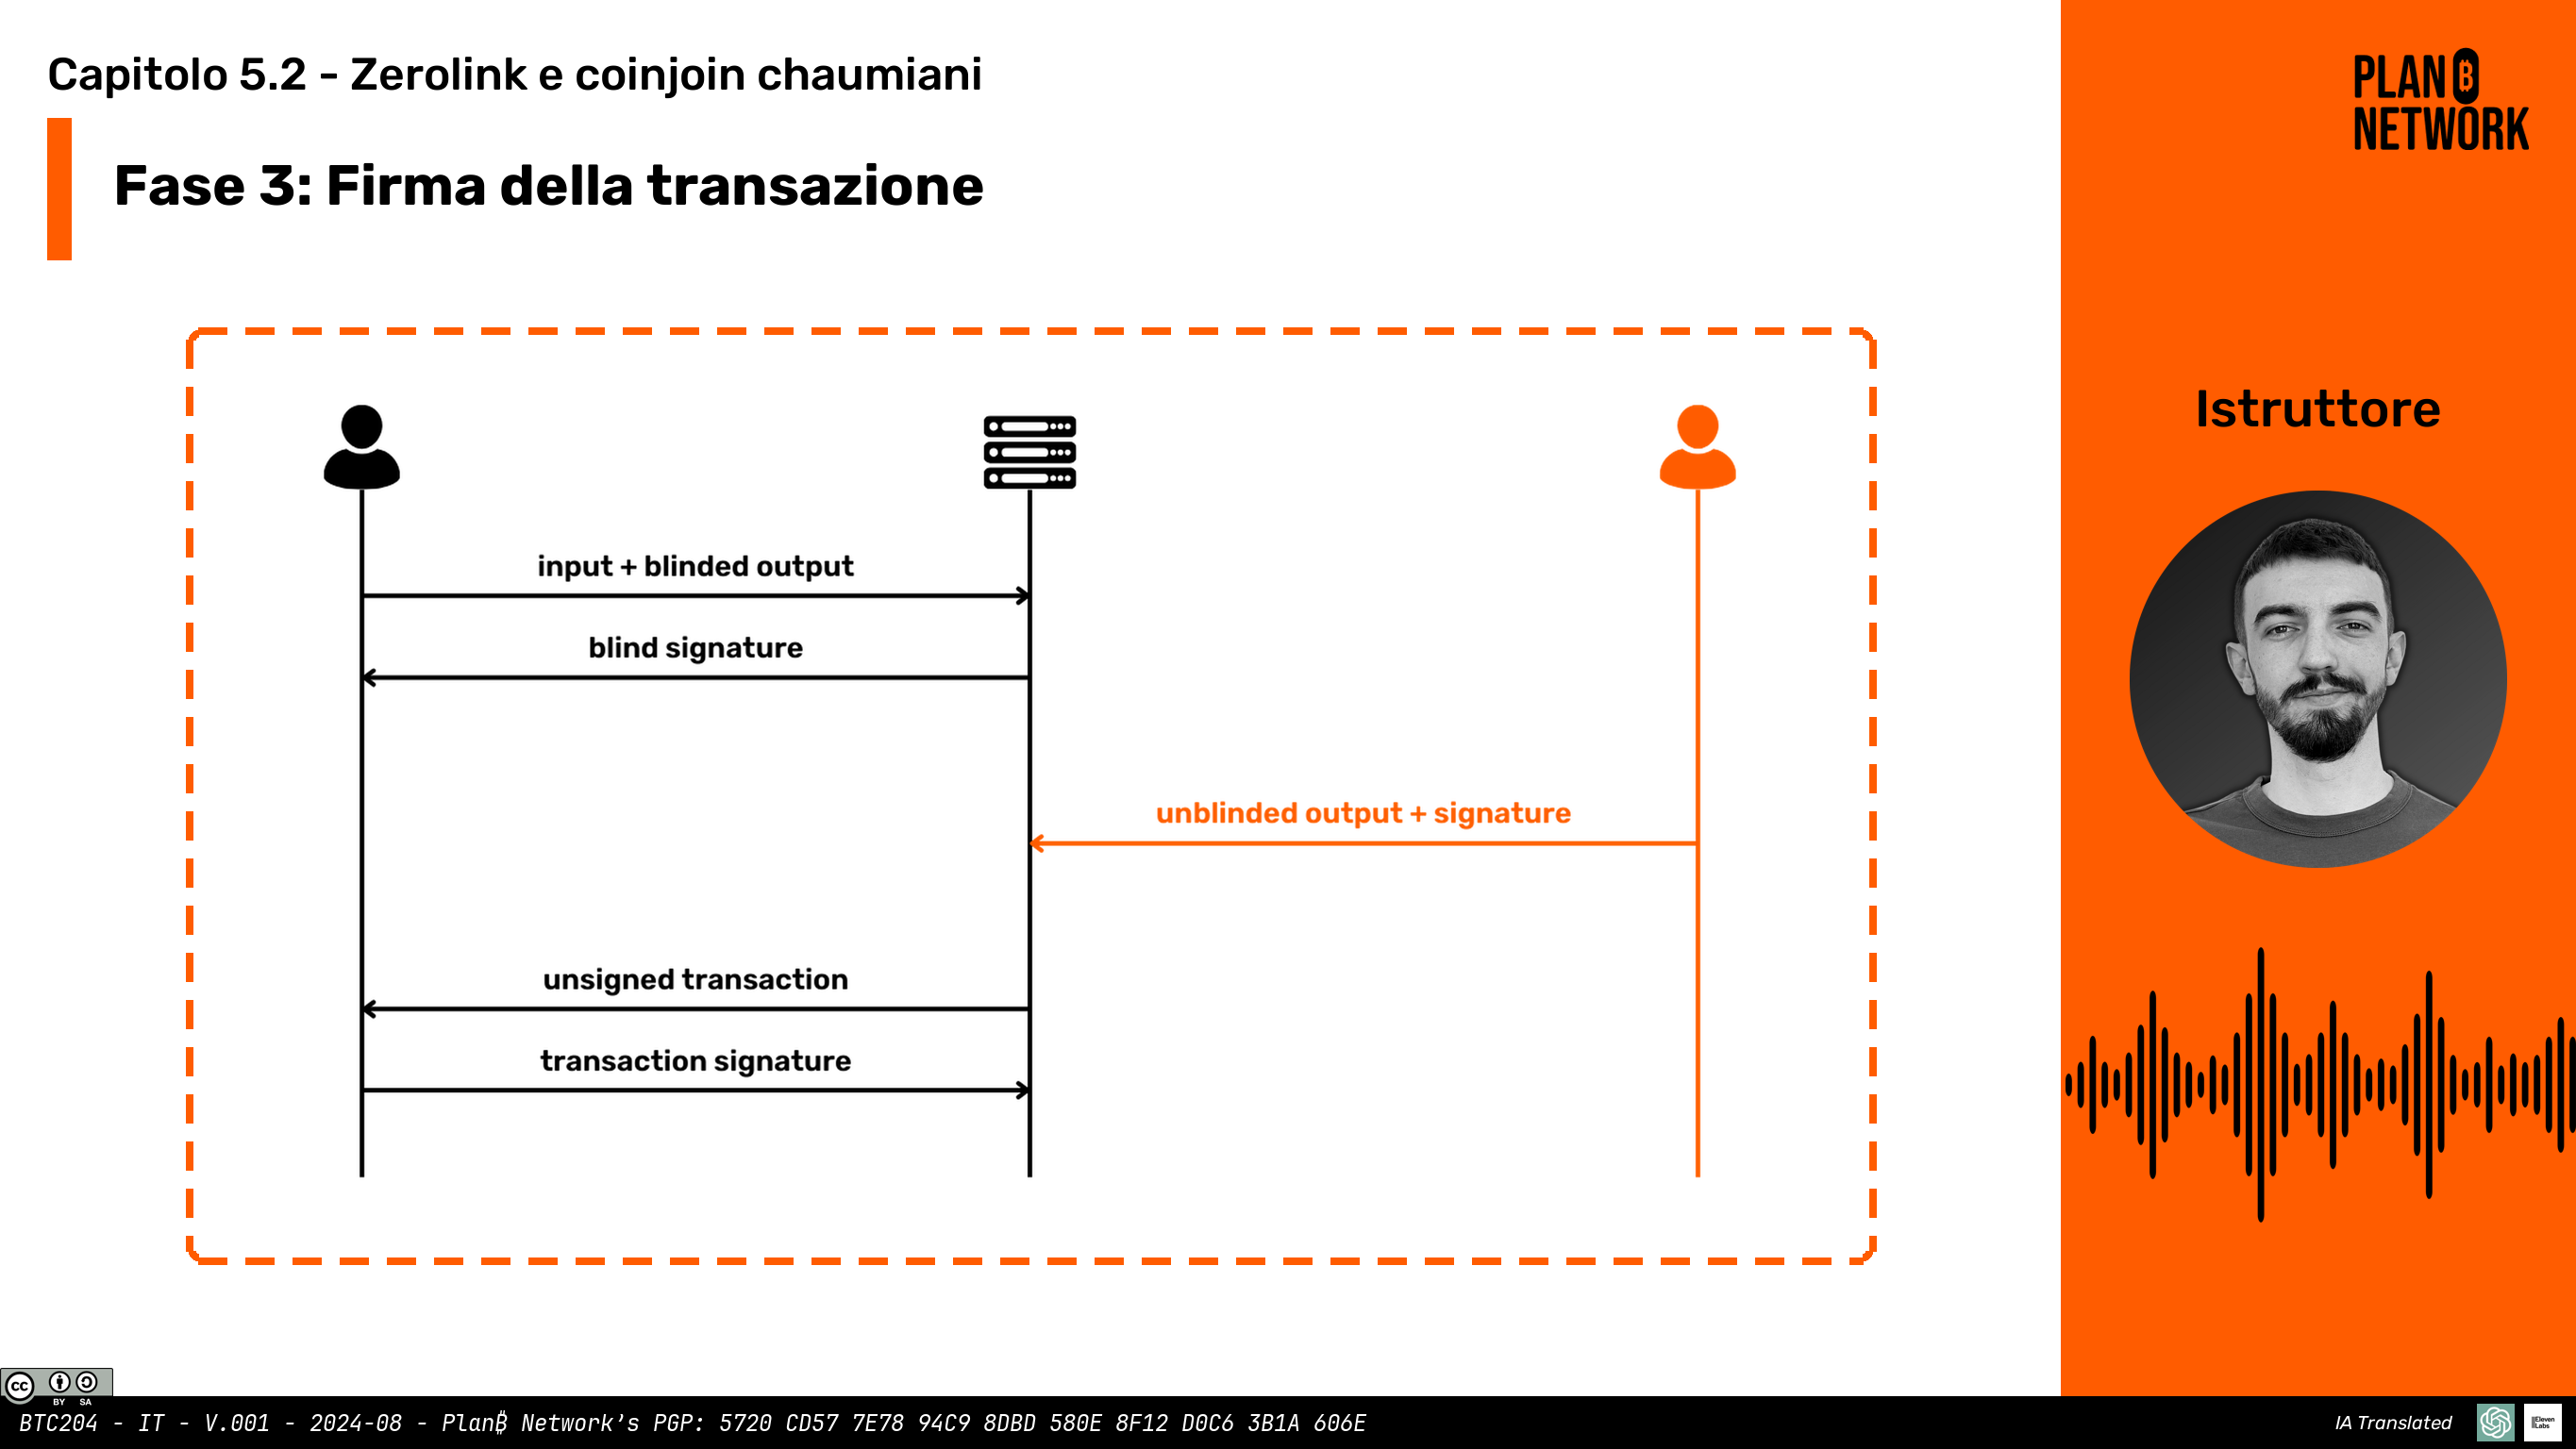 Capitolo 5.2 - Zerolink e coinjoin chaumiani
Fase 3: Firma della transazione
input + blinded output
blind signature
unblinded output + signature
unsigned transaction
transaction signature
PLAN ₿
NETWORK
Istruttore
cc
BY SA
BTC204 - IT - V.001 - 2024-08 - Plan₿ Network's PGP: 5720 CD57 7E78 94C9 8DBD 580E 8F12 D0C6 3B1A 606E
IA Translated
ElevenLabs